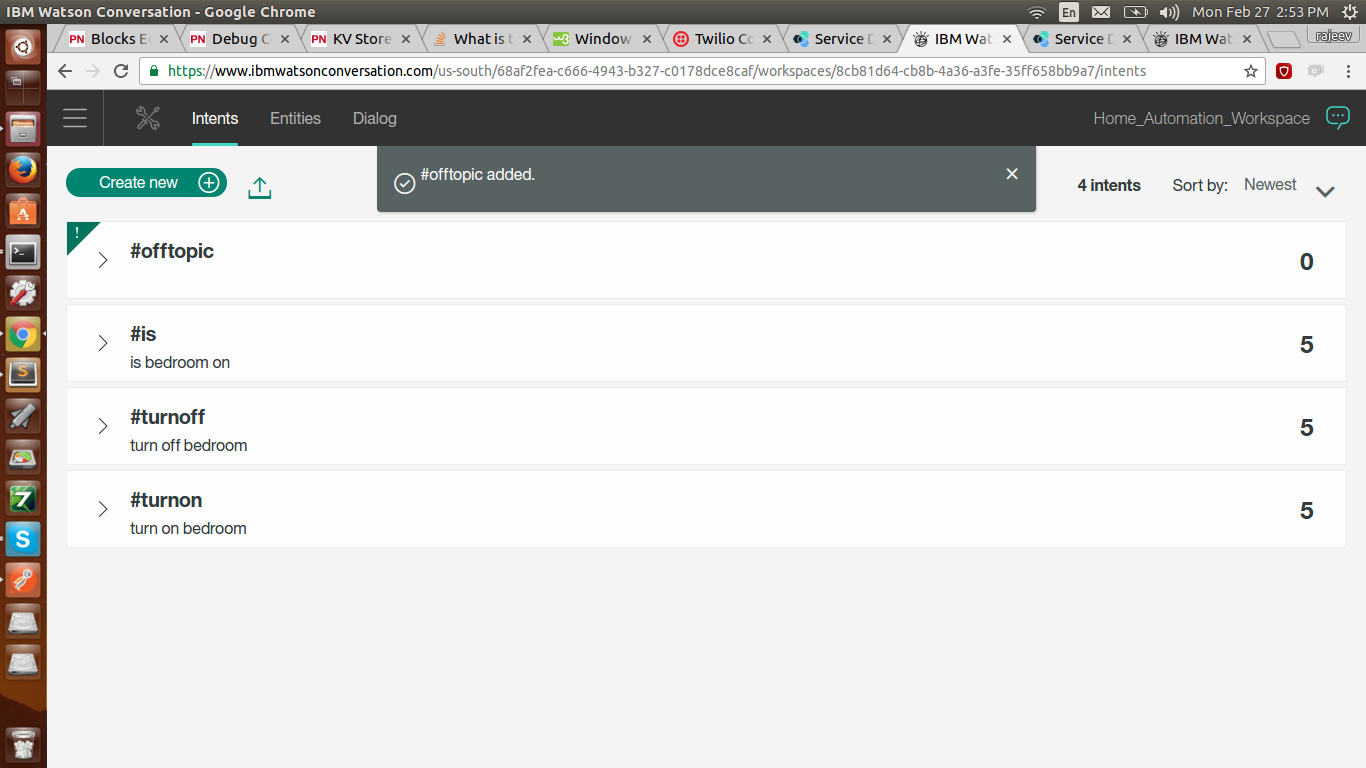 IBM Watson Conversation - Google Chrome
En
Mon Feb 27 2:53 PM
PN Blocks E
PN Debug C
PN KV Store
What is t
w3 Window
Twilio Co
Service D
IBM Wat
Service D
IBM Wat
rajeev
https://www.ibmwatsonconversation.com/us-south/68af2fea-c666-4943-b327-c0178dce8caf/workspaces/8cb81d64-cb8b-4a36-a3fe-35ff658bb9a7/intents
Intents
Entities
Dialog
Home_Automation_Workspace
Create new
#offtopic added.
4 intents
Sort by: Newest
!
#offtopic
0
#is
is bedroom on
5
#turnoff
turn off bedroom
5
#turnon
turn on bedroom
5